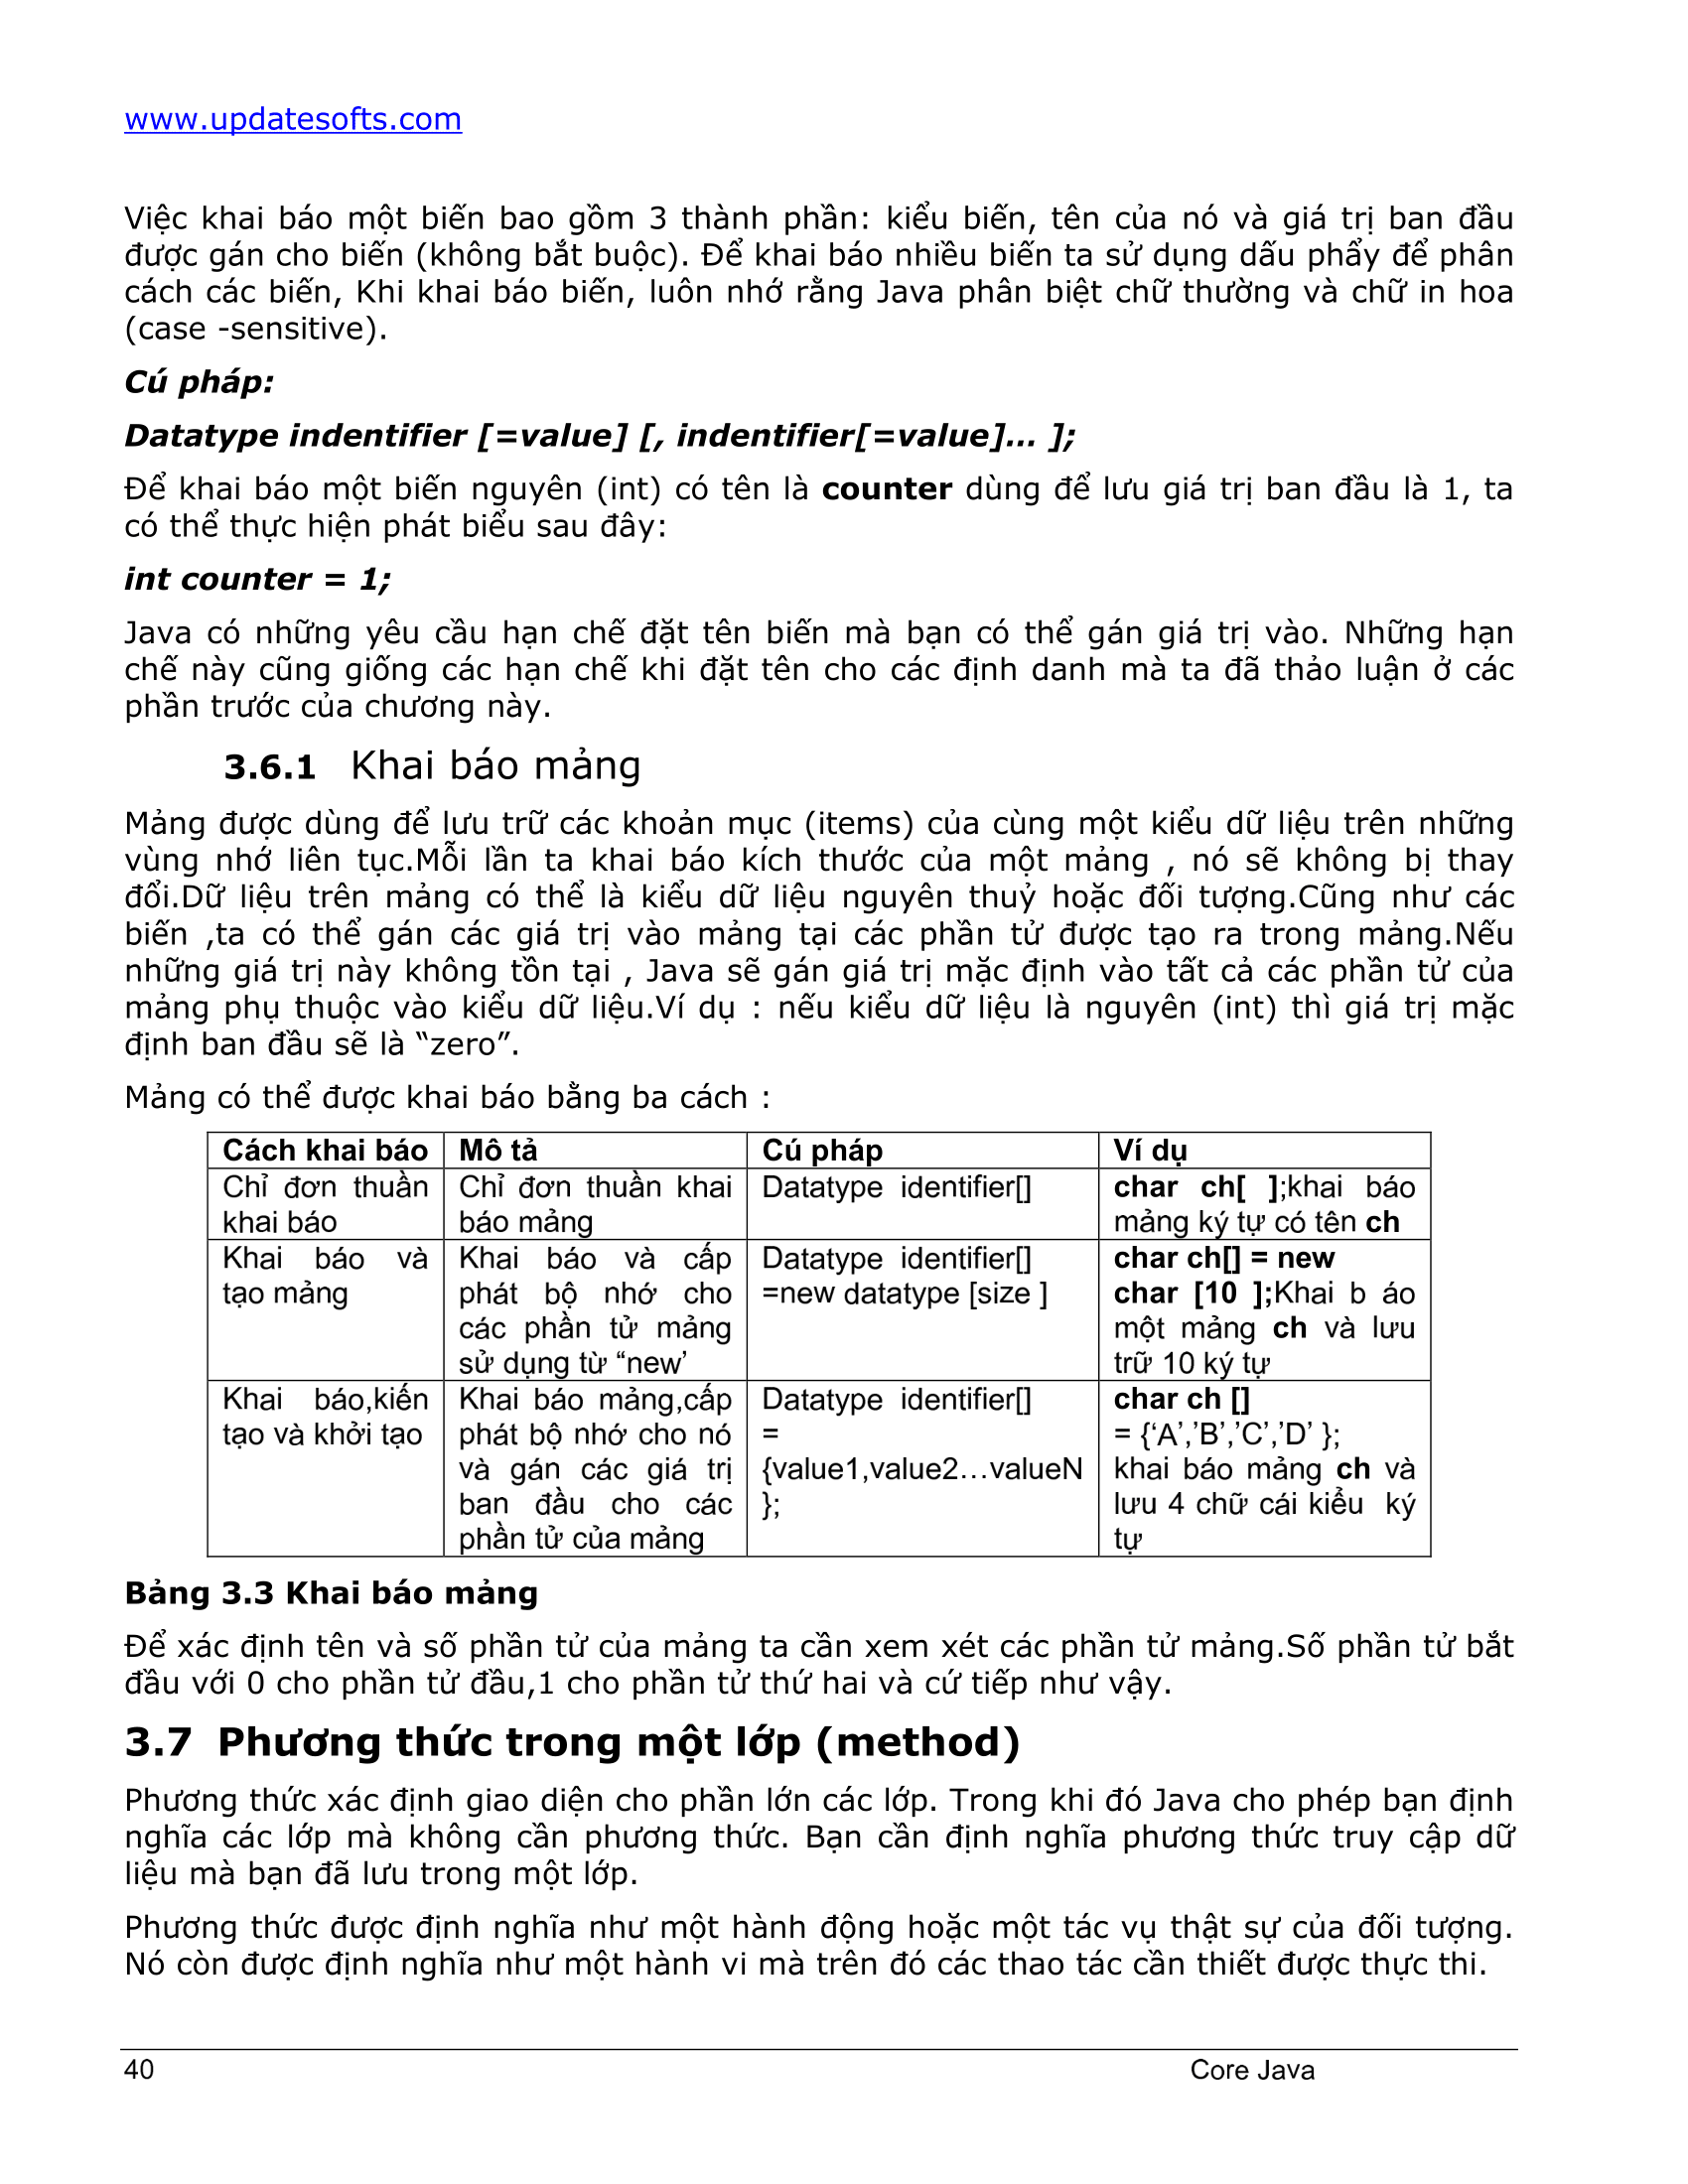 www.updatesofts.com
Việc khai báo một biến bao gồm 3 thành phần: kiểu biến, tên của nó và giá trị ban đầu
được gán cho biến (không bắt buộc). Để khai báo nhiều biến ta sử dụng dấu phẩy để phân
cách các biến, Khi khai báo biến, luôn nhớ rằng Java phân biệt chữ thường và chữ in hoa
(case -sensitive).
Cú pháp:
Datatype indentifier [=value] [, indentifier[=value]… ];
Để khai báo một biến nguyên (int) có tên là counter dùng để lưu giá trị ban đầu là 1, ta
có thể thực hiện phát biểu sau đây:
int counter = 1;
Java có những yêu cầu hạn chế đặt tên biến mà bạn có thể gán giá trị vào. Những hạn
chế này cũng giống các hạn chế khi đặt tên cho các định danh mà ta đã thảo luận ở các
phần trước của chương này.
3.6.1 Khai báo mảng
Mảng được dùng để lưu trữ các khoản mục (items) của cùng một kiểu dữ liệu trên những
vùng nhớ liên tục.Mỗi lần ta khai báo kích thước của một mảng , nó sẽ không bị thay
đổi.Dữ liệu trên mảng có thể là kiểu dữ liệu nguyên thuỷ hoặc đối tượng.Cũng như các
biến ,ta có thể gán các giá trị vào mảng tại các phần tử được tạo ra trong mảng.Nếu
những giá trị này không tồn tại , Java sẽ gán giá trị mặc định vào tất cả các phần tử của
mảng phụ thuộc vào kiểu dữ liệu.Ví dụ : nếu kiểu dữ liệu là nguyên (int) thì giá trị mặc
định ban đầu sẽ là “zero”.
Mảng có thể được khai báo bằng ba cách :
Cách khai báo Mô tả Cú pháp Ví dụ
Chỉ đơn thuần
khai báo
Chỉ đơn thuần khai
báo mảng
Datatype identifier[]
char ch[ ];khai báo
mảng ký tự có tên ch
Khai báo và
tạo mảng
Khai báo và cấp
phát bộ nhớ cho
các phần tử mảng
sử dụng từ “new’
Datatype identifier[]
=new datatype [size ]
char ch[] = new
char [10 ];Khai b áo
một mảng ch và lưu
trữ 10 ký tự
Khai báo,kiến
tạo và khởi tạo
Khai báo mảng,cấp
phát bộ nhớ cho nó
và gán các giá trị
ban đầu cho các
phần tử của mảng
Datatype identifier[]
=
{value1,value2…valueN
};
char ch []
= {‘A’,’B’,’C’,’D’ };
khai báo mảng ch và
lưu 4 chữ cái kiểu ký
tự
Bảng 3.3 Khai báo mảng
Để xác định tên và số phần tử của mảng ta cần xem xét các phần tử mảng.Số phần tử bắt
đầu với 0 cho phần tử đầu,1 cho phần tử thứ hai và cứ tiếp như vậy.
3.7 Phương thức trong một lớp (method)
Phương thức xác định giao diện cho phần lớn các lớp. Trong khi đó Java cho phép bạn định
nghĩa các lớp mà không cần phương thức. Bạn cần định nghĩa phương thức truy cập dữ
liệu mà bạn đã lưu trong một lớp.
Phương thức được định nghĩa như một hành động hoặc một tác vụ thật sự của đối tượng.
Nó còn được định nghĩa như một hành vi mà trên đó các thao tác cần thiết được thực thi.
40 Core Java